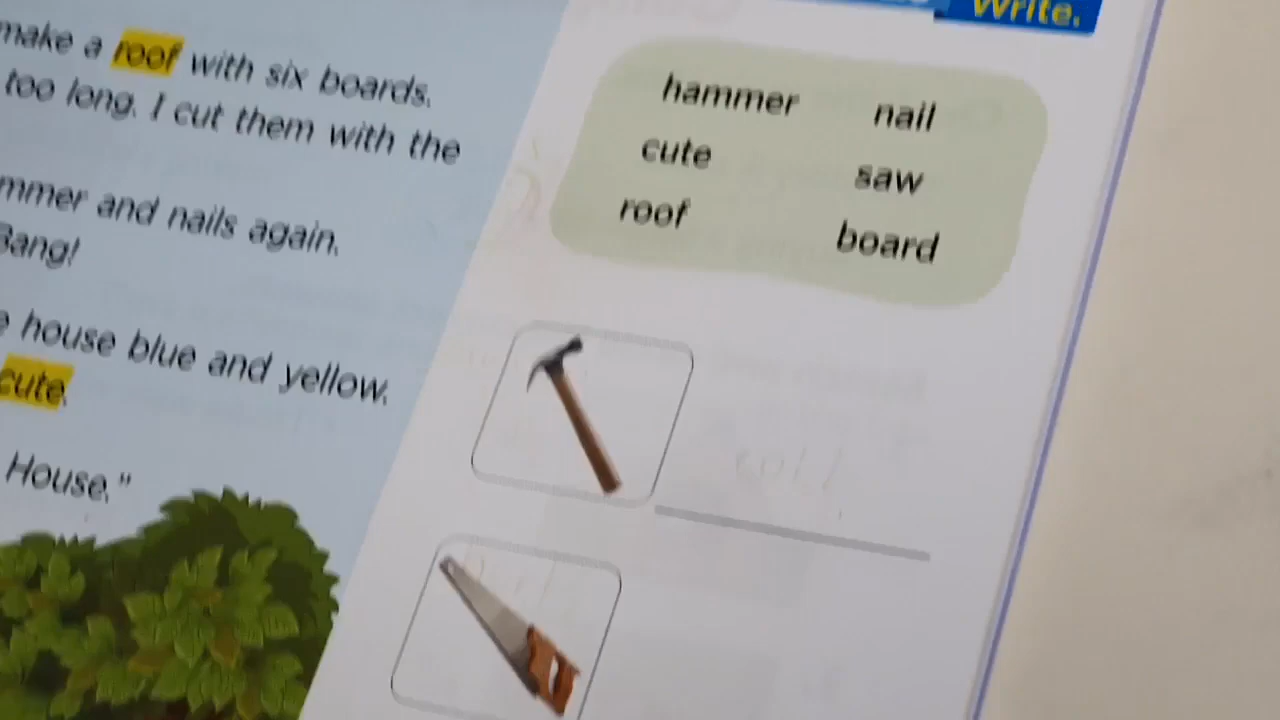 make a roof with six boards.
too long. I cut them with the
mmer and nails again.
Bang!
house blue and yellow.
cute.
House."
Write.
hammer nail
cute saw
roof board